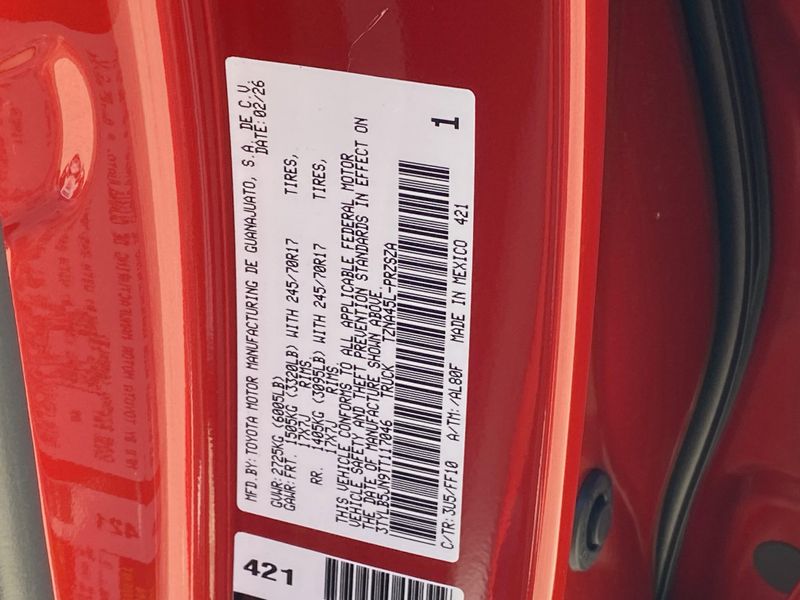 MFD. BY: TOYOTA MOTOR MANUFACTURING DE GUANAJUATO, S.A. DE C.V.
DATE: 02/26
GVWR: 2725KG (6005LB)
GAWR: FRT. 1505KG (3320LB) WITH 245/70R17 TIRES,
17X7J RIMS
RR. 1405KG (3095LB) WITH 245/70R17 TIRES,
17X7J RIMS
THIS VEHICLE CONFORMS TO ALL APPLICABLE FEDERAL MOTOR
VEHICLE SAFETY AND THEFT PREVENTION STANDARDS IN EFFECT ON
THE DATE OF MANUFACTURE SHOWN ABOVE.
3TYLB5JN9TT117046 TRUCK TZNA45L-PRZSZA
1
C/TR: 3U5/FF10 A/TM: /AL80F MADE IN MEXICO 421
421